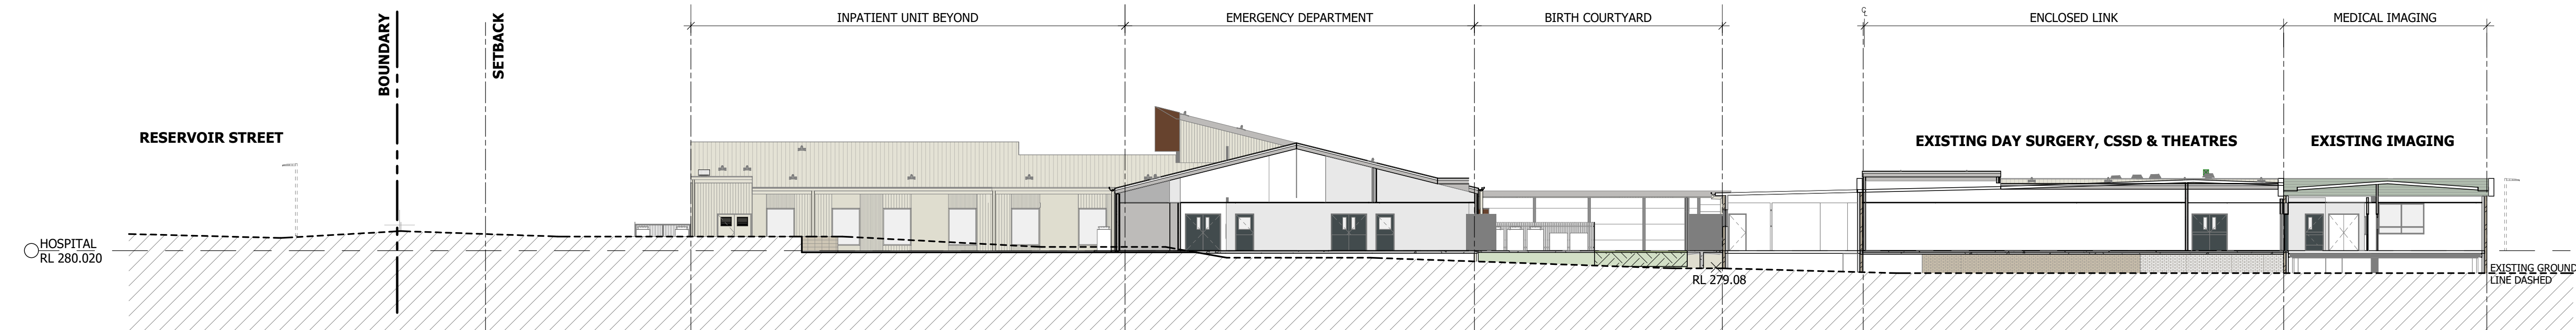 INPATIENT UNIT BEYOND
EMERGENCY DEPARTMENT
BIRTH COURTYARD
ENCLOSED LINK
MEDICAL IMAGING
BOUNDARY
SETBACK
RESERVOIR STREET
EXISTING DAY SURGERY, CSSD & THEATRES
EXISTING IMAGING
HOSPITAL
RL 280.020
RL 279.08
EXISTING GROUND
LINE DASHED